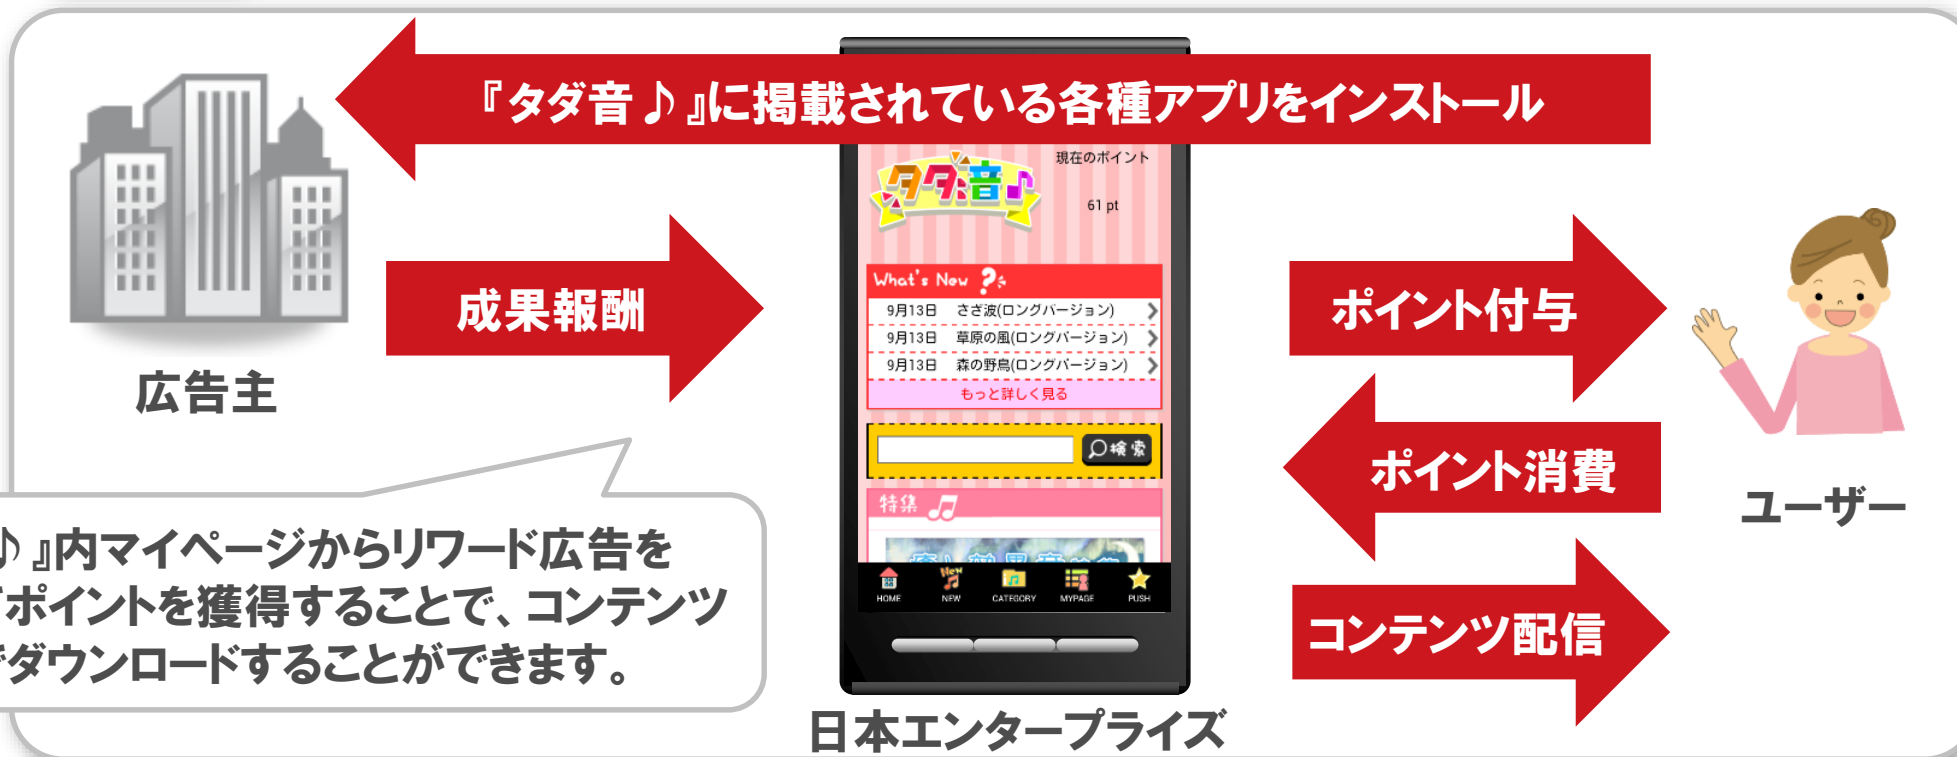 『タダ音♪』に掲載されている各種アプリをインストール
タダ音♪
現在のポイント
61 pt
成果報酬
広告主
What's New ?
9月13日 さざ波(ロングバージョン)
9月13日 草原の風(ロングバージョン)
9月13日 森の野鳥(ロングバージョン)
もっと詳しく見る
検索
特集
HOME
NEW
CATEGORY
MYPAGE
PUSH
日本エンタープライズ
ポイント付与
ポイント消費
コンテンツ配信
ユーザー
♪』内マイページからリワード広告を
ポイントを獲得することで、コンテンツ
でダウンロードすることができます。